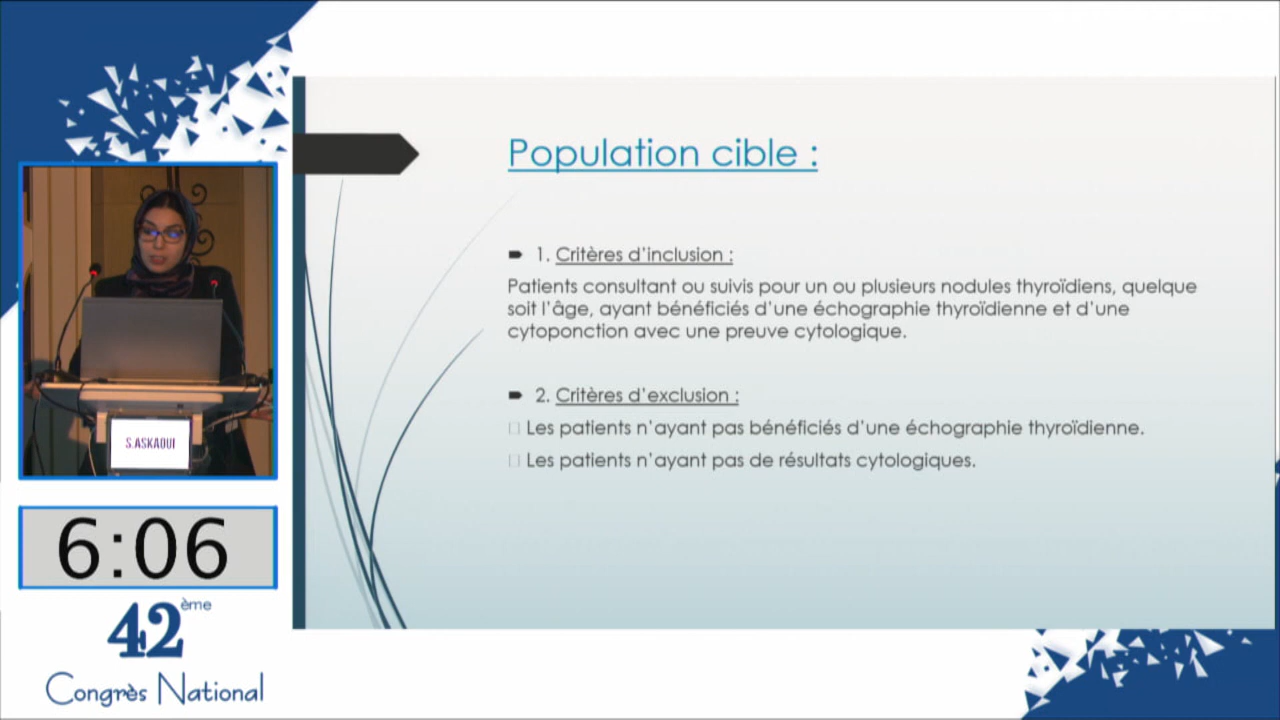 Population cible :
1. Critères d'inclusion :
Patients consultant ou suivis pour un ou plusieurs nodules thyroïdiens, quelque
soit l'âge, ayant bénéficiés d'une échographie thyroïdienne et d'une
cytoponction avec une preuve cytologique.
2. Critères d'exclusion :
Les patients n'ayant pas bénéficiés d'une échographie thyroïdienne.
Les patients n'ayant pas de résultats cytologiques.
S.ASKAOUI
6:06
42ème
Congrès National